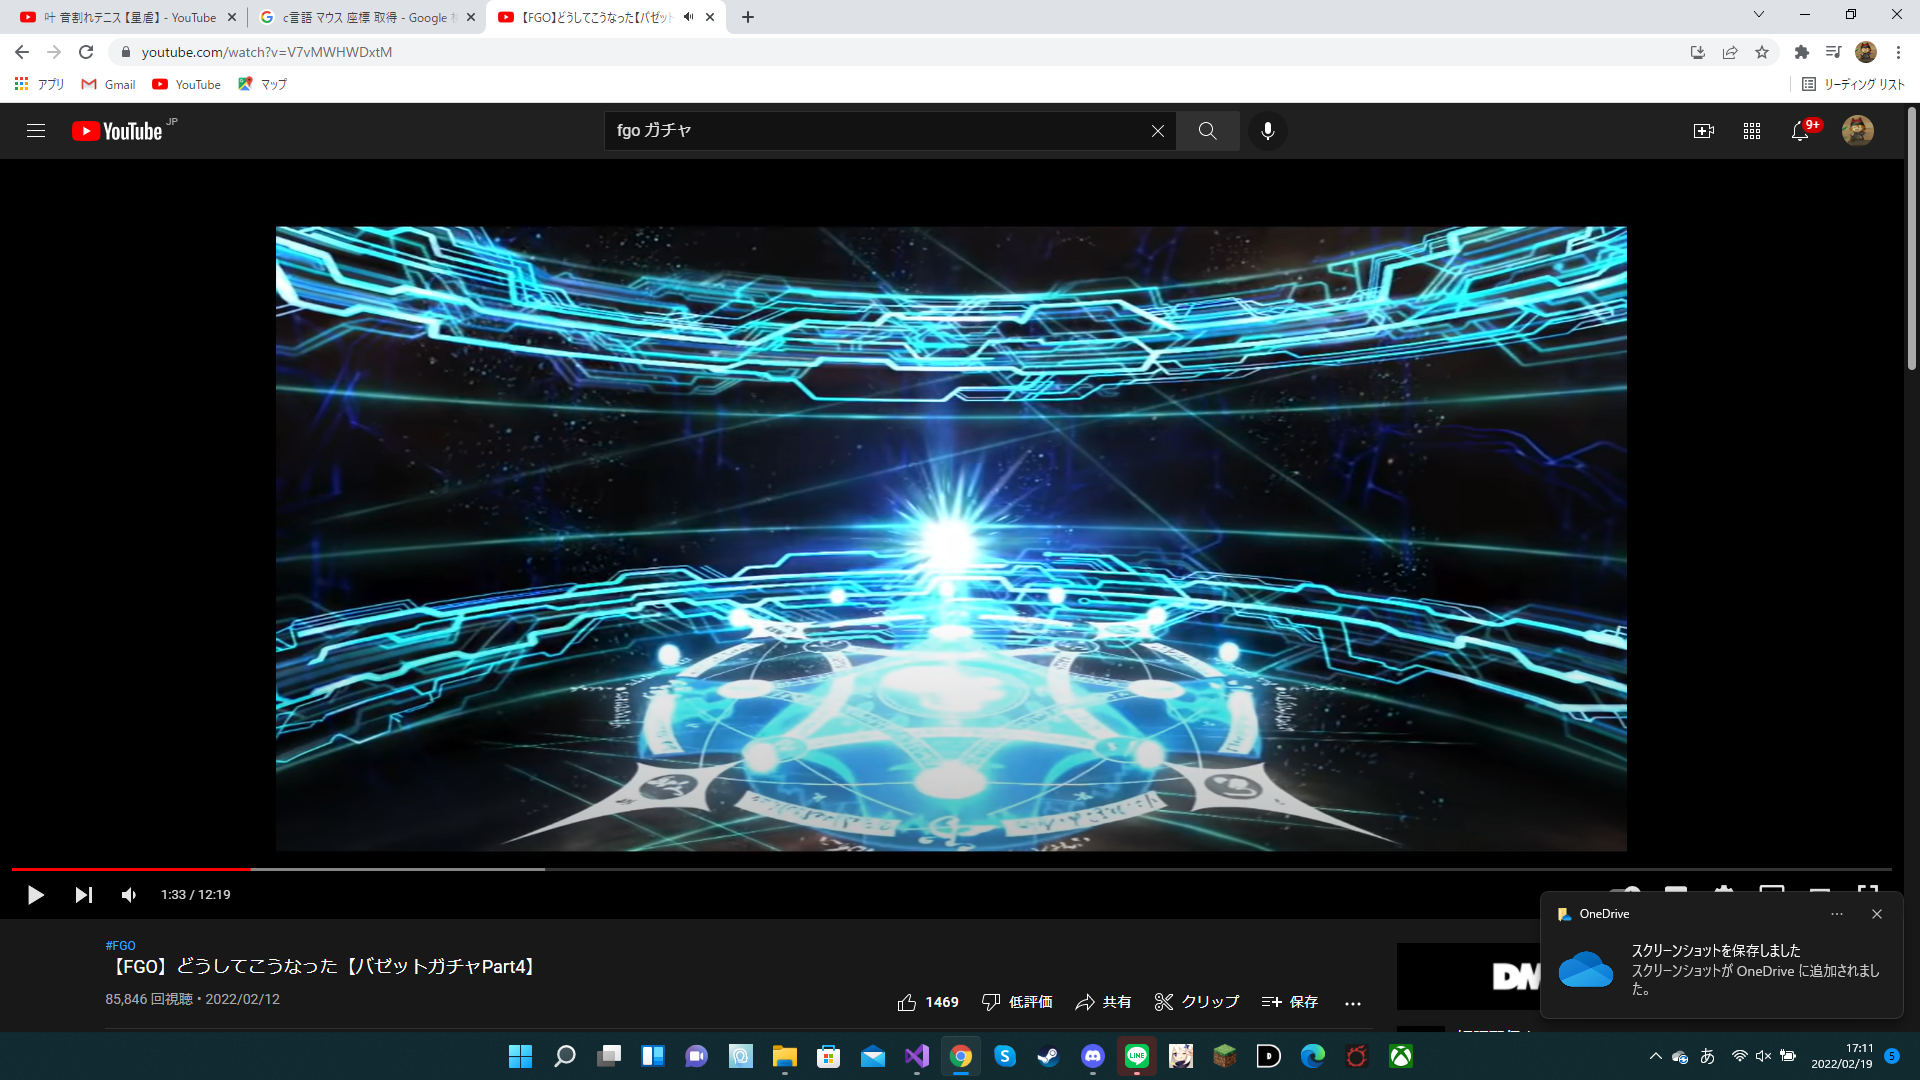 叶 音割れテニス【星虐】 - YouTube
c言語 マウス 座標 取得 - Google
【FGO】どうしてこうなった【バゼット
youtube.com/watch?v=V7vMWHWDxtM
アプリ
Gmail
YouTube
マップ
リーディング リスト
YouTube JP
fgo ガチャ
9+
1:33 / 12:19
#FGO
【FGO】どうしてこうなった【バゼットガチャPart4】
85,846 回視聴・2022/02/12
1469
低評価
共有
クリップ
保存
OneDrive
スクリーンショットを保存しました
スクリーンショットが OneDrive に追加されまし
た。
DM
LINE
あ
17:11
2022/02/19
5